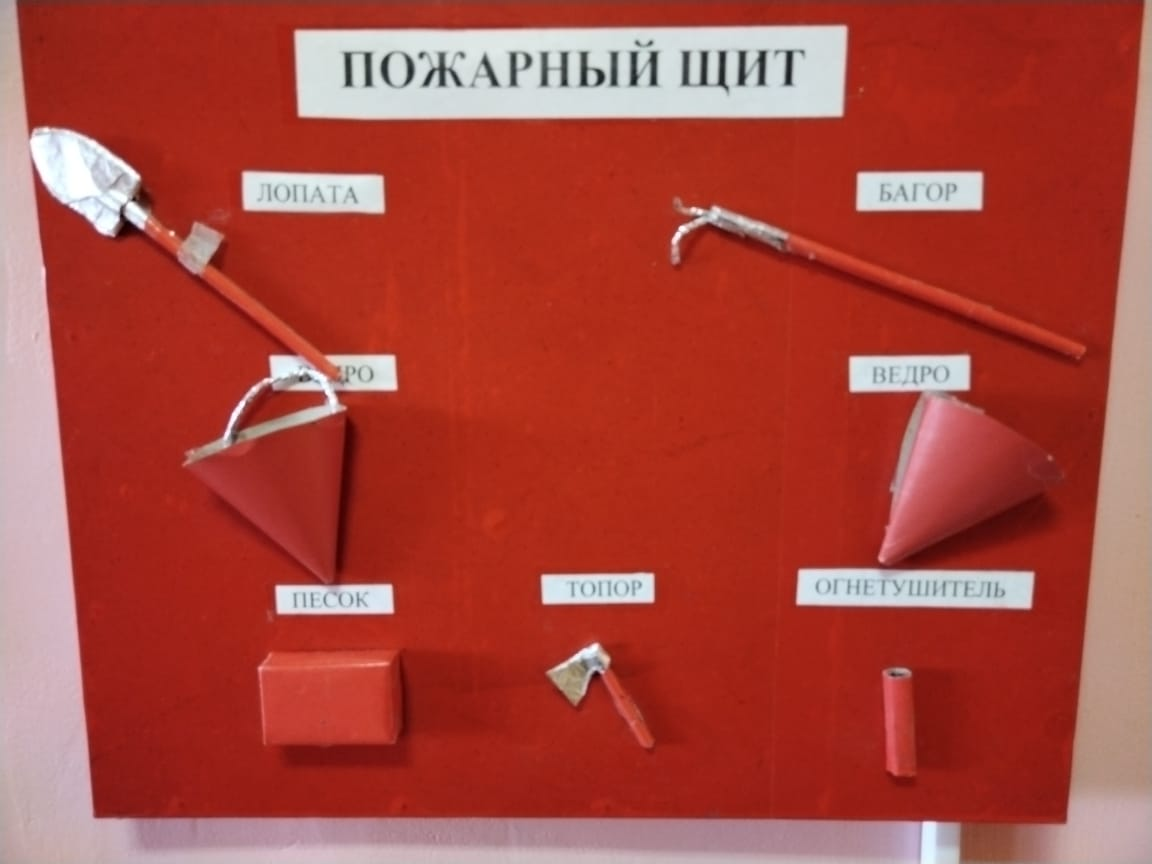 ПОЖАРНЫЙ ЩИТ
ЛОПАТА
БАГОР
ВЕДРО
ПЕСОК
ТОПОР
ОГНЕТУШИТЕЛЬ